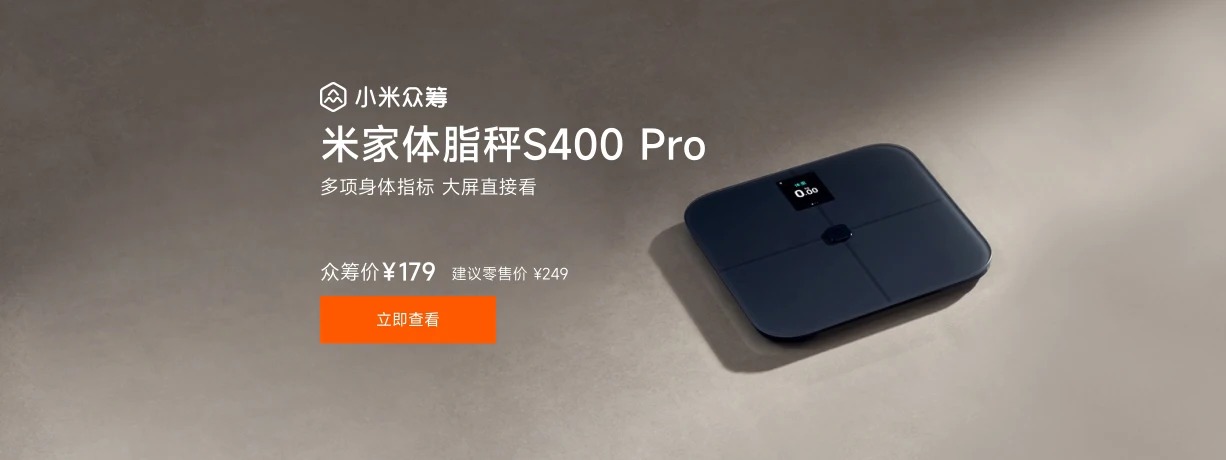 小米众筹
米家体脂秤S400 Pro
多项身体指标 大屏直接看
众筹价¥179 建议零售价 ¥249
立即查看
0.00